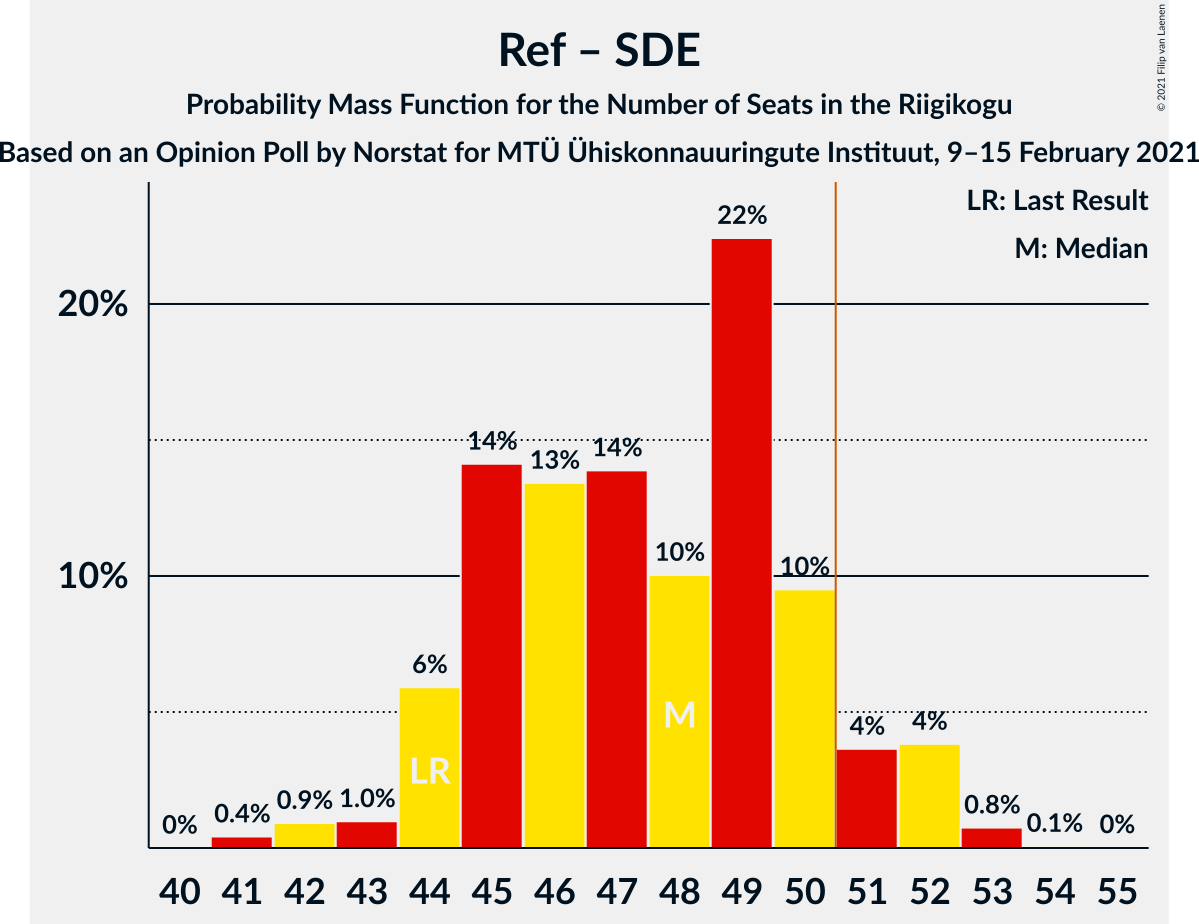 Ref – SDE
Probability Mass Function for the Number of Seats in the Riigikogu
Based on an Opinion Poll by Norstat for MTÜ Ühiskonnauuringute Instituut, 9–15 February 2021
© 2021 Filip van Laenen
LR: Last Result
M: Median
22%
20%
14%
13%
14%
10%
10%
10%
6%
4%
4%
M
LR
0%
0.4%
0.9%
1.0%
0.8%
0.1%
0%
40 41 42 43 44 45 46 47 48 49 50 51 52 53 54 55